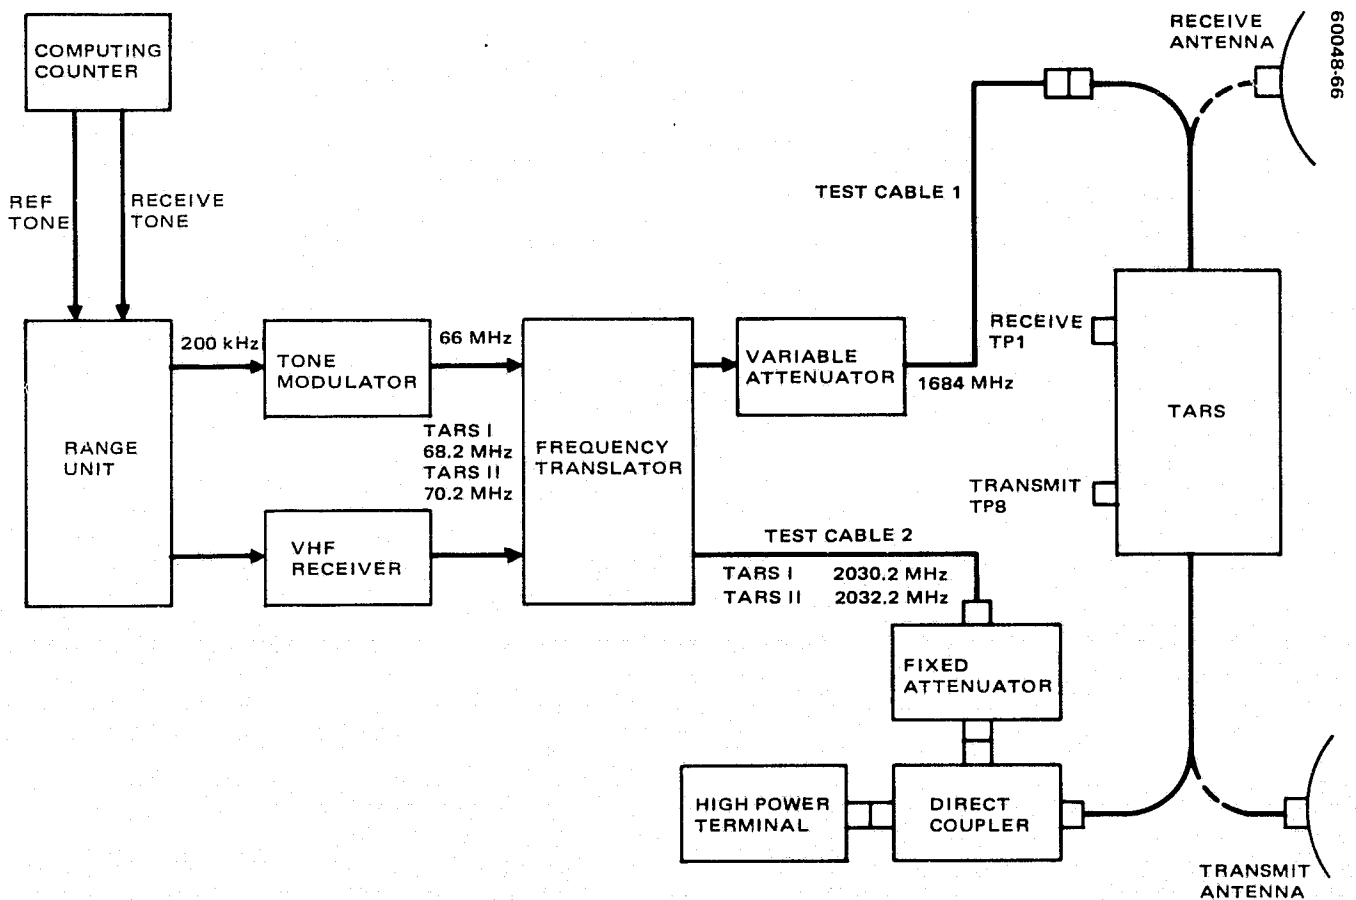 COMPUTING
COUNTER
RECEIVE
ANTENNA
60048-66
REF
TONE
RECEIVE
TONE
TEST CABLE 1
200 kHz
TONE
MODULATOR
66 MHz
VARIABLE
ATTENUATOR
1684 MHz
RECEIVE
TP1
TARS
RANGE
UNIT
TARS I
68.2 MHz
TARS II
70.2 MHz
FREQUENCY
TRANSLATOR
TRANSMIT
TP8
VHF
RECEIVER
TEST CABLE 2
TARS I 2030.2 MHz
TARS II 2032.2 MHz
FIXED
ATTENUATOR
HIGH POWER
TERMINAL
DIRECT
COUPLER
TRANSMIT
ANTENNA